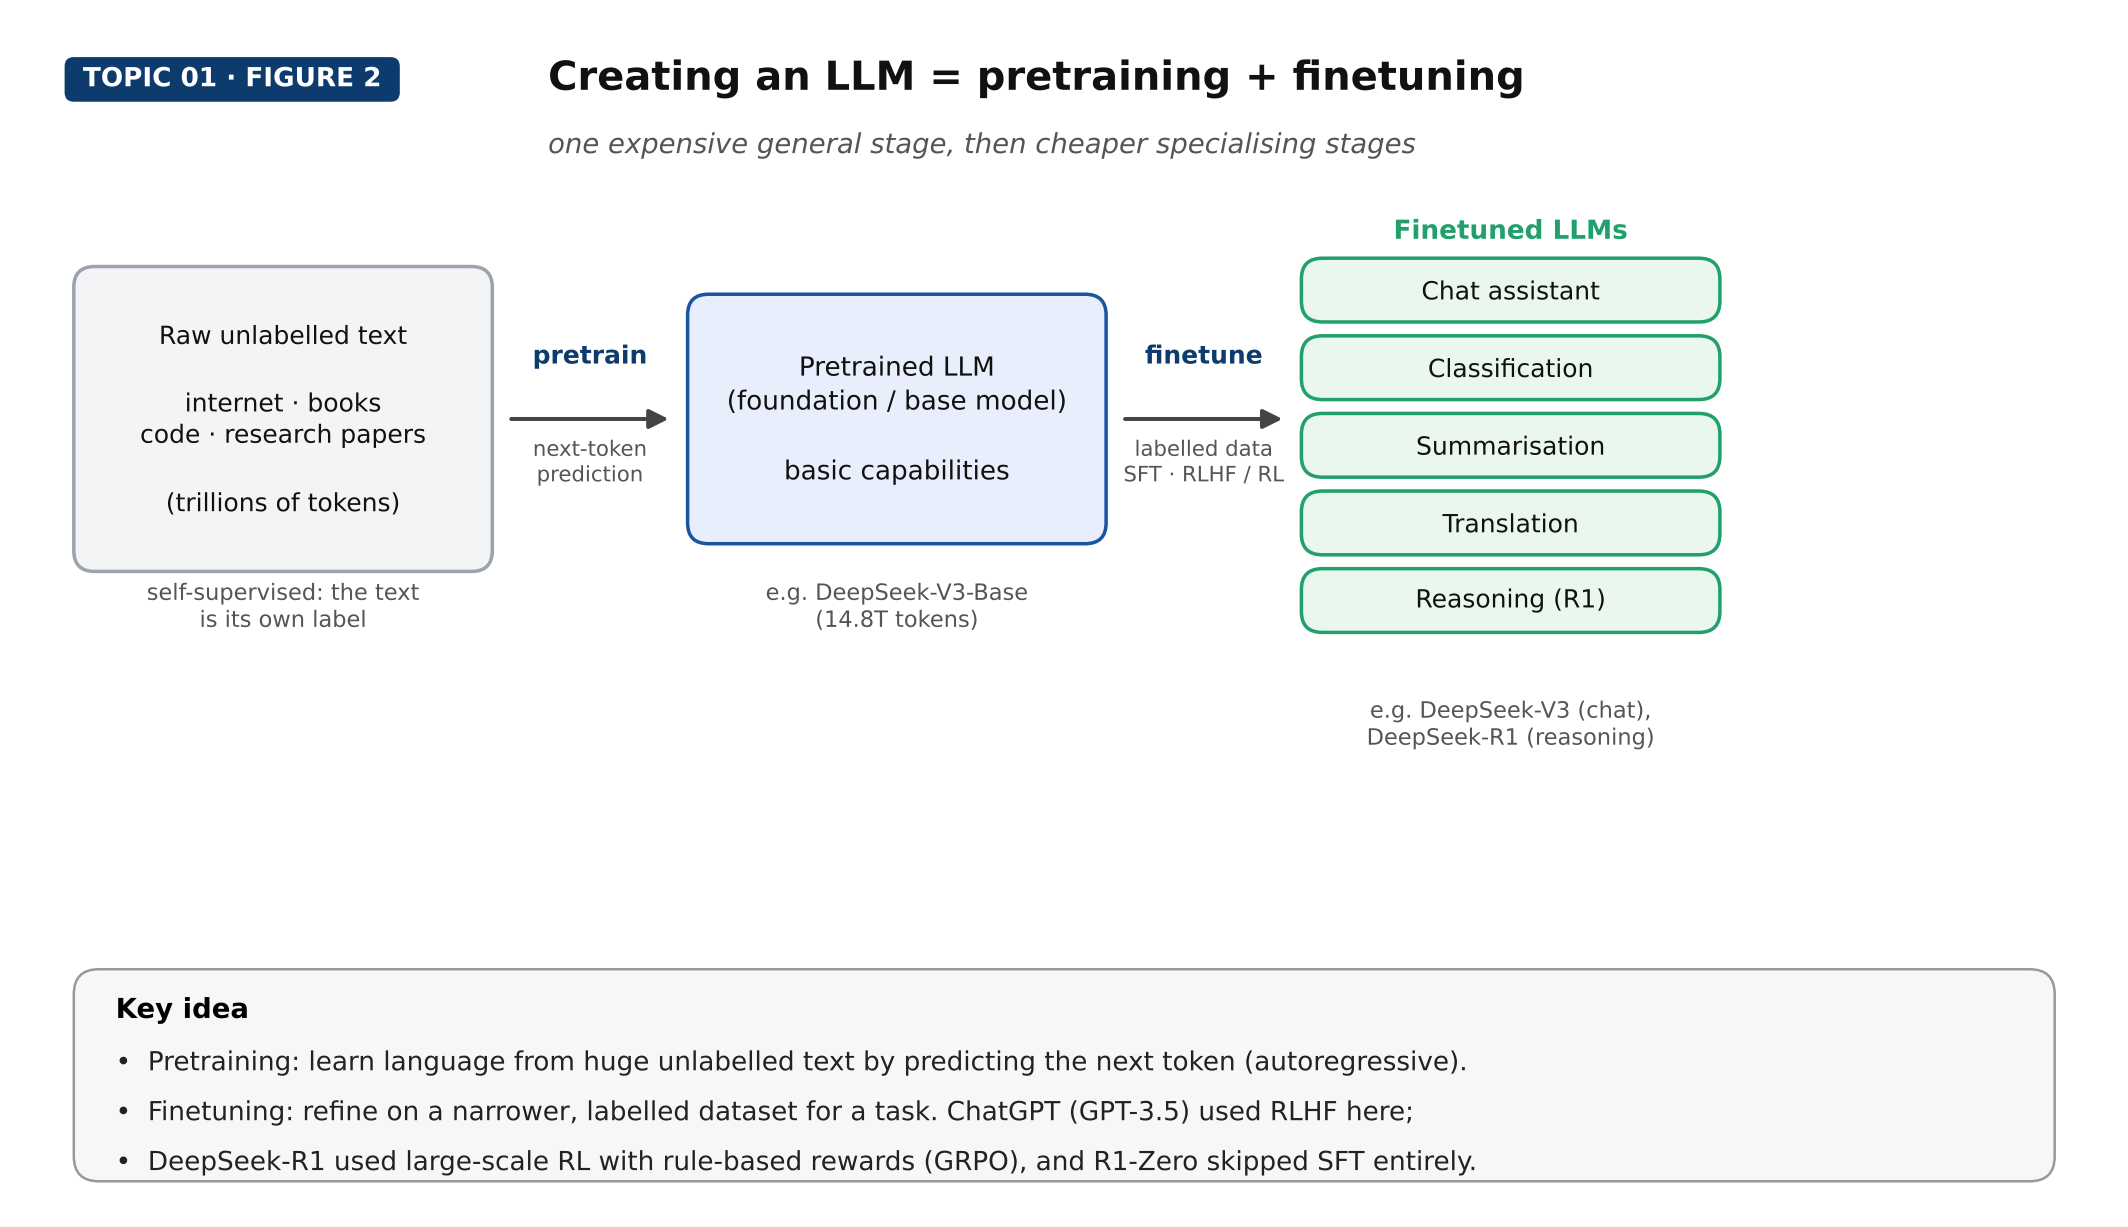 TOPIC 01 · FIGURE 2
Creating an LLM = pretraining + finetuning
one expensive general stage, then cheaper specialising stages
Raw unlabelled text
internet · books
code · research papers
(trillions of tokens)
self-supervised: the text
is its own label
pretrain
next-token
prediction
Pretrained LLM
(foundation / base model)
basic capabilities
e.g. DeepSeek-V3-Base
(14.8T tokens)
finetune
labelled data
SFT · RLHF / RL
Finetuned LLMs
Chat assistant
Classification
Summarisation
Translation
Reasoning (R1)
e.g. DeepSeek-V3 (chat),
DeepSeek-R1 (reasoning)
Key idea
• Pretraining: learn language from huge unlabelled text by predicting the next token (autoregressive).
• Finetuning: refine on a narrower, labelled dataset for a task. ChatGPT (GPT-3.5) used RLHF here;
• DeepSeek-R1 used large-scale RL with rule-based rewards (GRPO), and R1-Zero skipped SFT entirely.